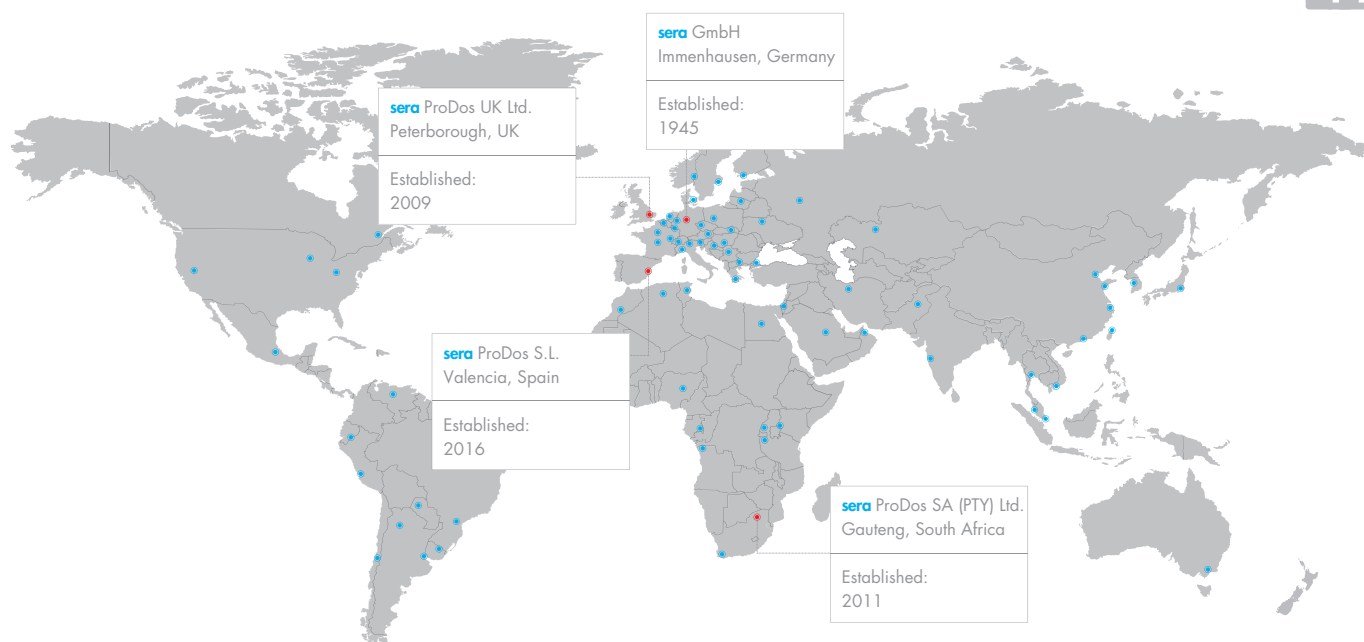 sera GmbH
Immenhausen, Germany
Established:
1945
sera ProDos UK Ltd.
Peterborough, UK
Established:
2009
sera ProDos S.L.
Valencia, Spain
Established:
2016
sera ProDos SA (PTY) Ltd.
Gauteng, South Africa
Established:
2011